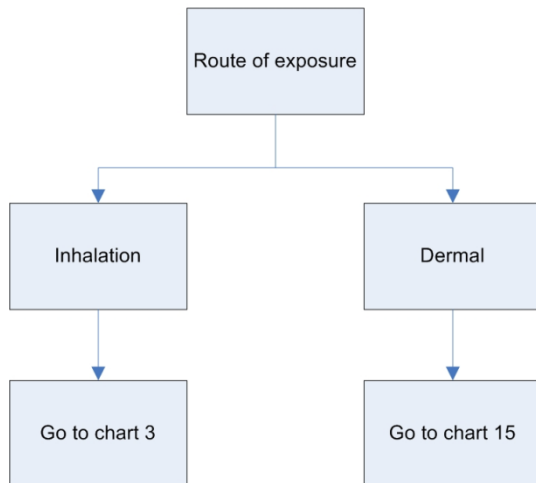 Route of exposure
Inhalation
Dermal
Go to chart 3
Go to chart 15